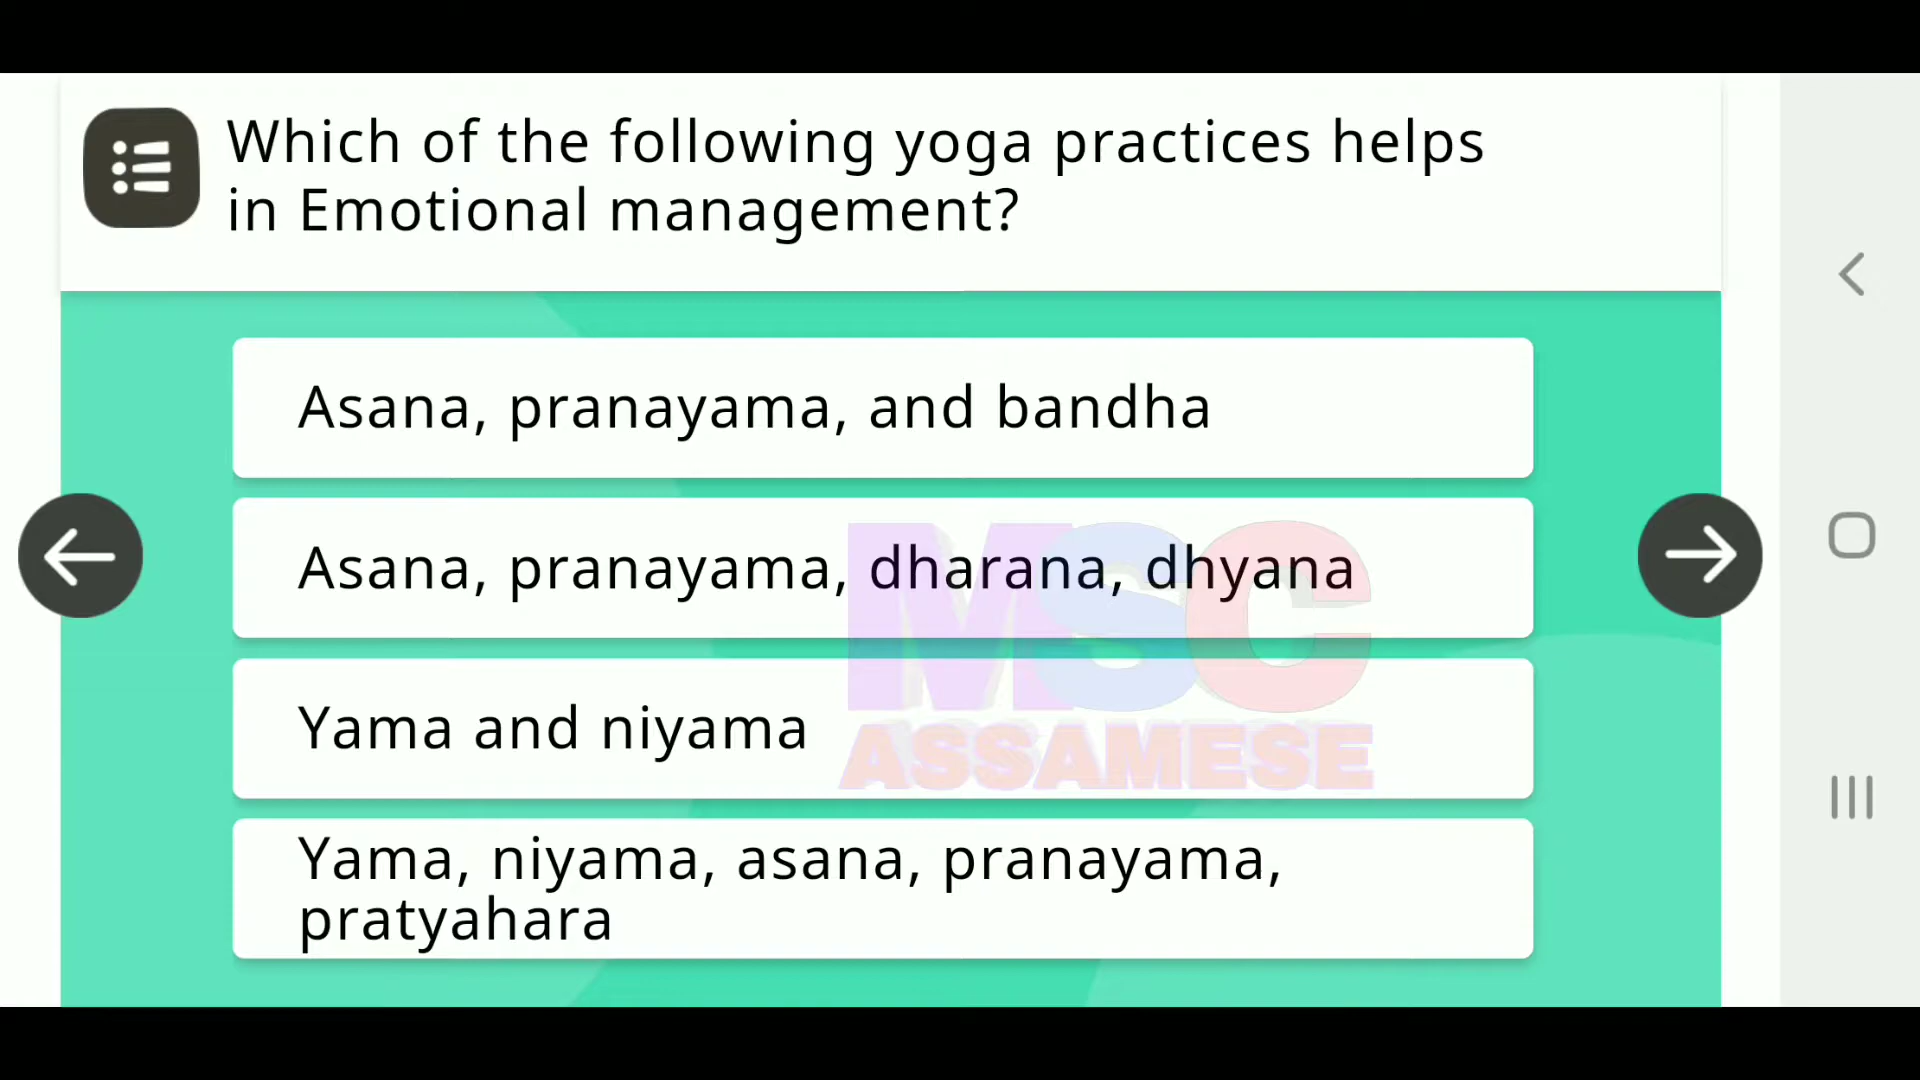 Which of the following yoga practices helps
in Emotional management?
Asana, pranayama, and bandha
Asana, pranayama, dharana, dhyana
Yama and niyama
Yama, niyama, asana, pranayama,
pratyahara
MSC
ASSAMESE